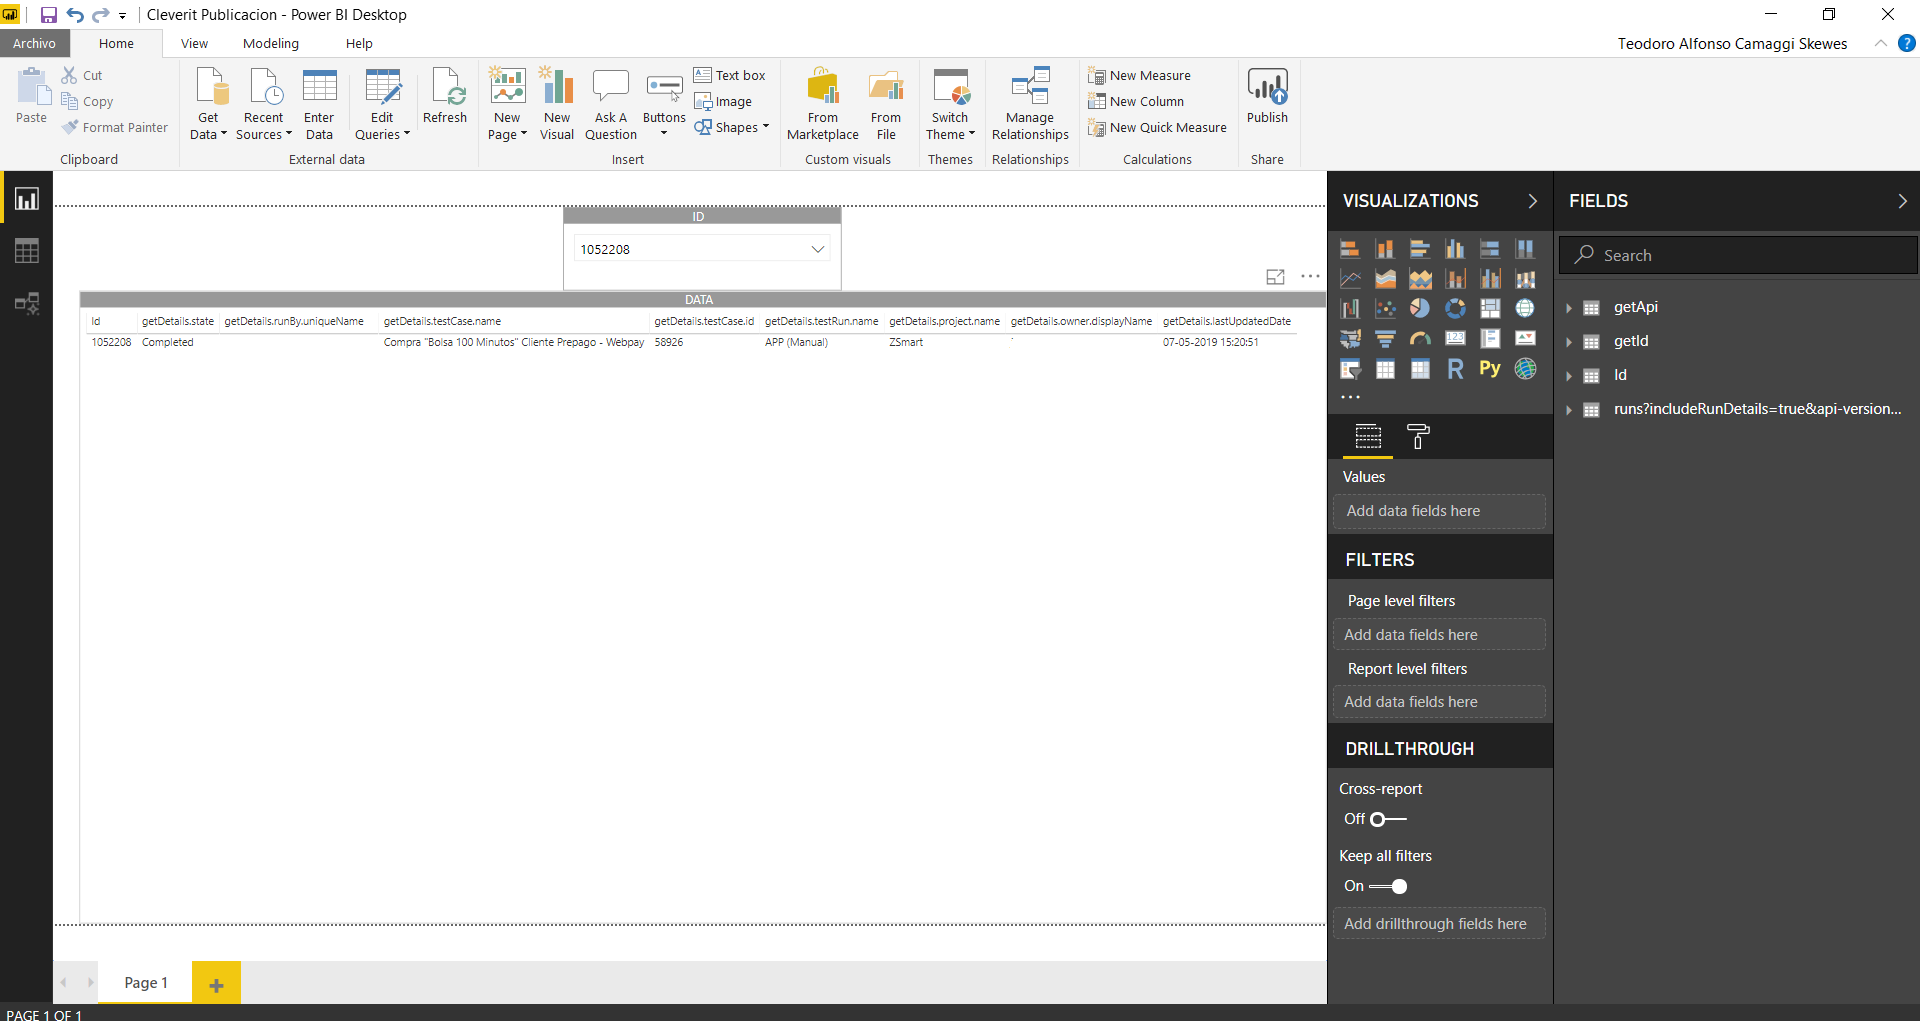 Cleverit Publicacion - Power BI Desktop
Archivo Home View Modeling Help Teodoro Alfonso Camaggi Skewes ?
Paste
Cut
Copy
Format Painter
Clipboard
Get Data
Recent Sources
Enter Data
Edit Queries
Refresh
External data
New Page
New Visual
Ask A Question
Buttons
Text box
Image
Shapes
Insert
From Marketplace
From File
Custom visuals
Switch Theme
Themes
Manage Relationships
Relationships
New Measure
New Column
New Quick Measure
Calculations
Publish
Share
ID
1052208
DATA
Id getDetails.state getDetails.runBy.uniqueName getDetails.testCase.name getDetails.testCase.id getDetails.testRun.name getDetails.project.name getDetails.owner.displayName getDetails.lastUpdatedDate
1052208 Completed Compra "Bolsa 100 Minutos" Cliente Prepago - Webpay 58926 APP (Manual) ZSmart 07-05-2019 15:20:51
VISUALIZATIONS
123
R Py
Values
Add data fields here
FILTERS
Page level filters
Add data fields here
Report level filters
Add data fields here
DRILLTHROUGH
Cross-report
Off
Keep all filters
On
Add drillthrough fields here
FIELDS
Search
getApi
getId
Id
runs?includeRunDetails=true&api-version...
Page 1
PAGE 1 OF 1